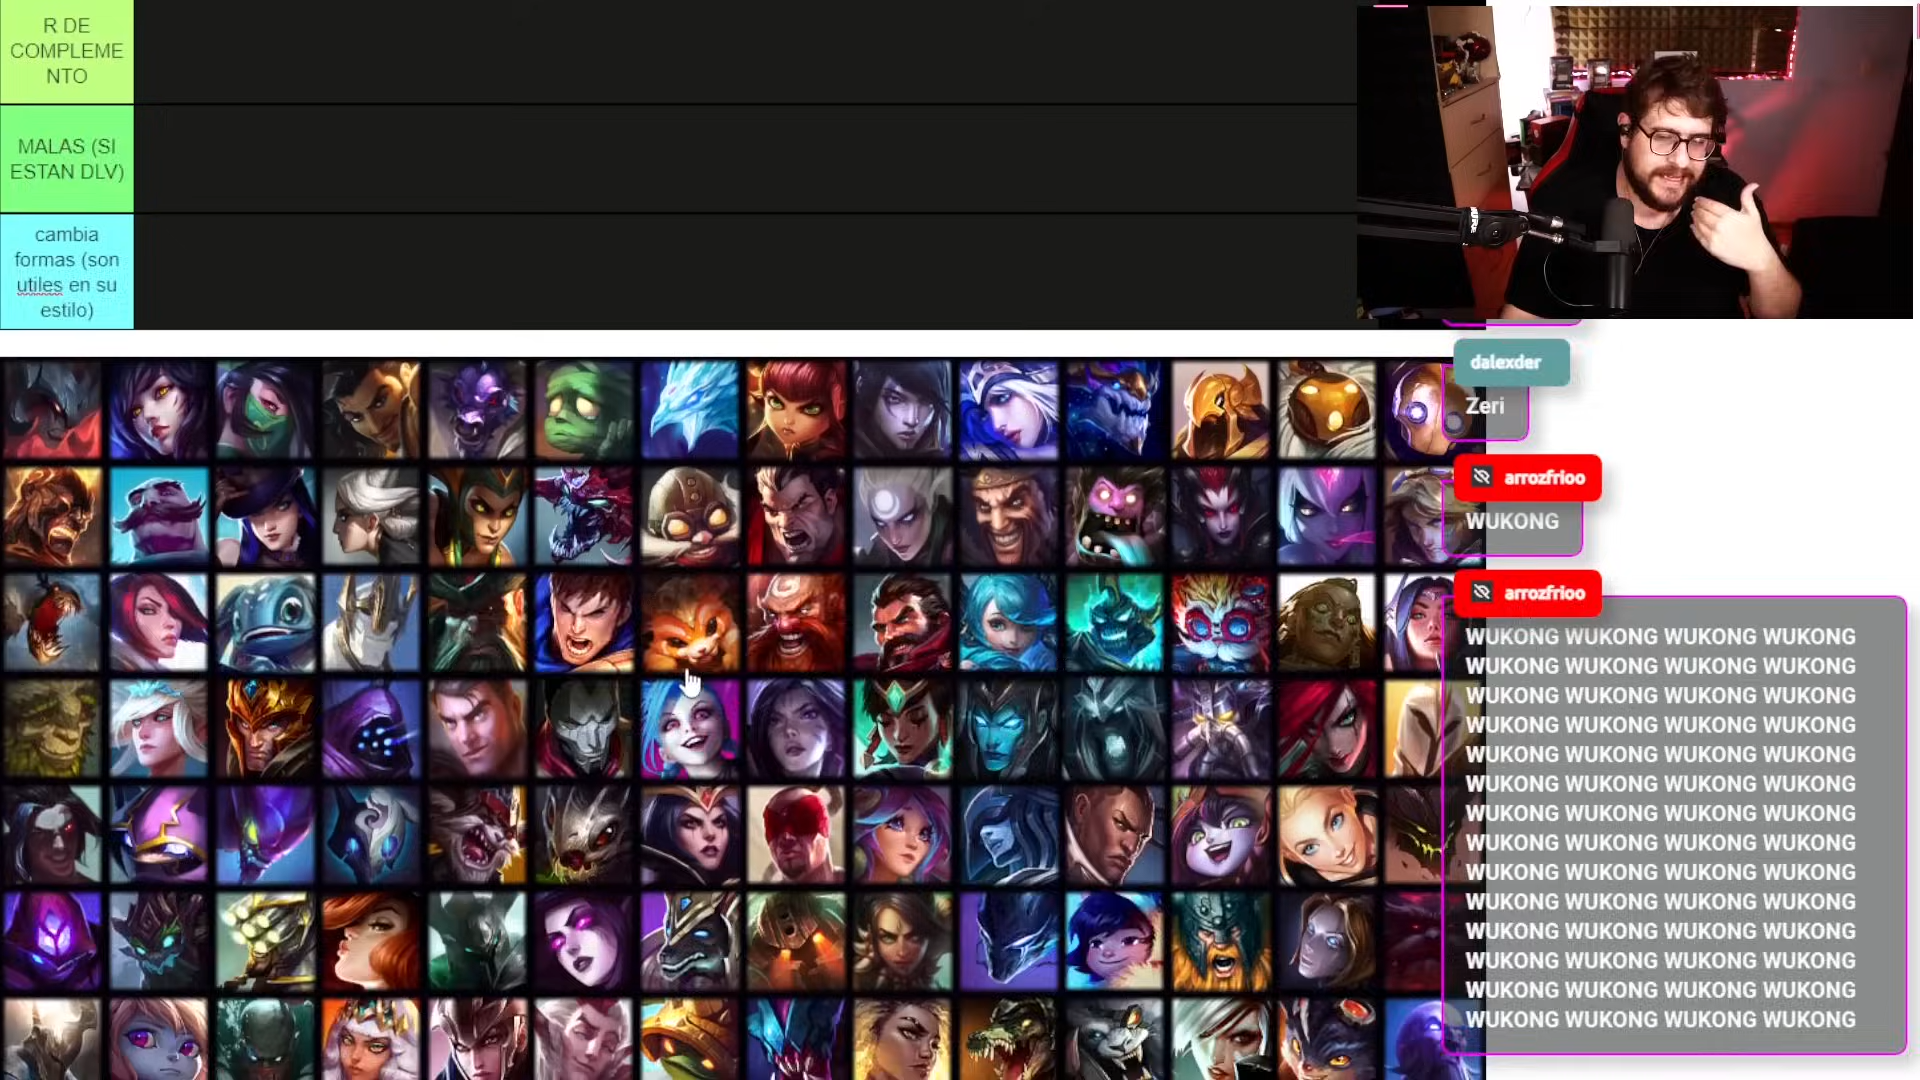 R DE
COMPLEME
NTO
MALAS (SI
ESTAN DLV)
cambia
formas (son
utiles en su
estilo)
dalexder
Zeri
arrozfrioo
WUKONG
arrozfrioo
WUKONG WUKONG WUKONG WUKONG
WUKONG WUKONG WUKONG WUKONG
WUKONG WUKONG WUKONG WUKONG
WUKONG WUKONG WUKONG WUKONG
WUKONG WUKONG WUKONG WUKONG
WUKONG WUKONG WUKONG WUKONG
WUKONG WUKONG WUKONG WUKONG
WUKONG WUKONG WUKONG WUKONG
WUKONG WUKONG WUKONG WUKONG
WUKONG WUKONG WUKONG WUKONG
WUKONG WUKONG WUKONG WUKONG
WUKONG WUKONG WUKONG WUKONG
WUKONG WUKONG WUKONG WUKONG
WUKONG WUKONG WUKONG WUKONG